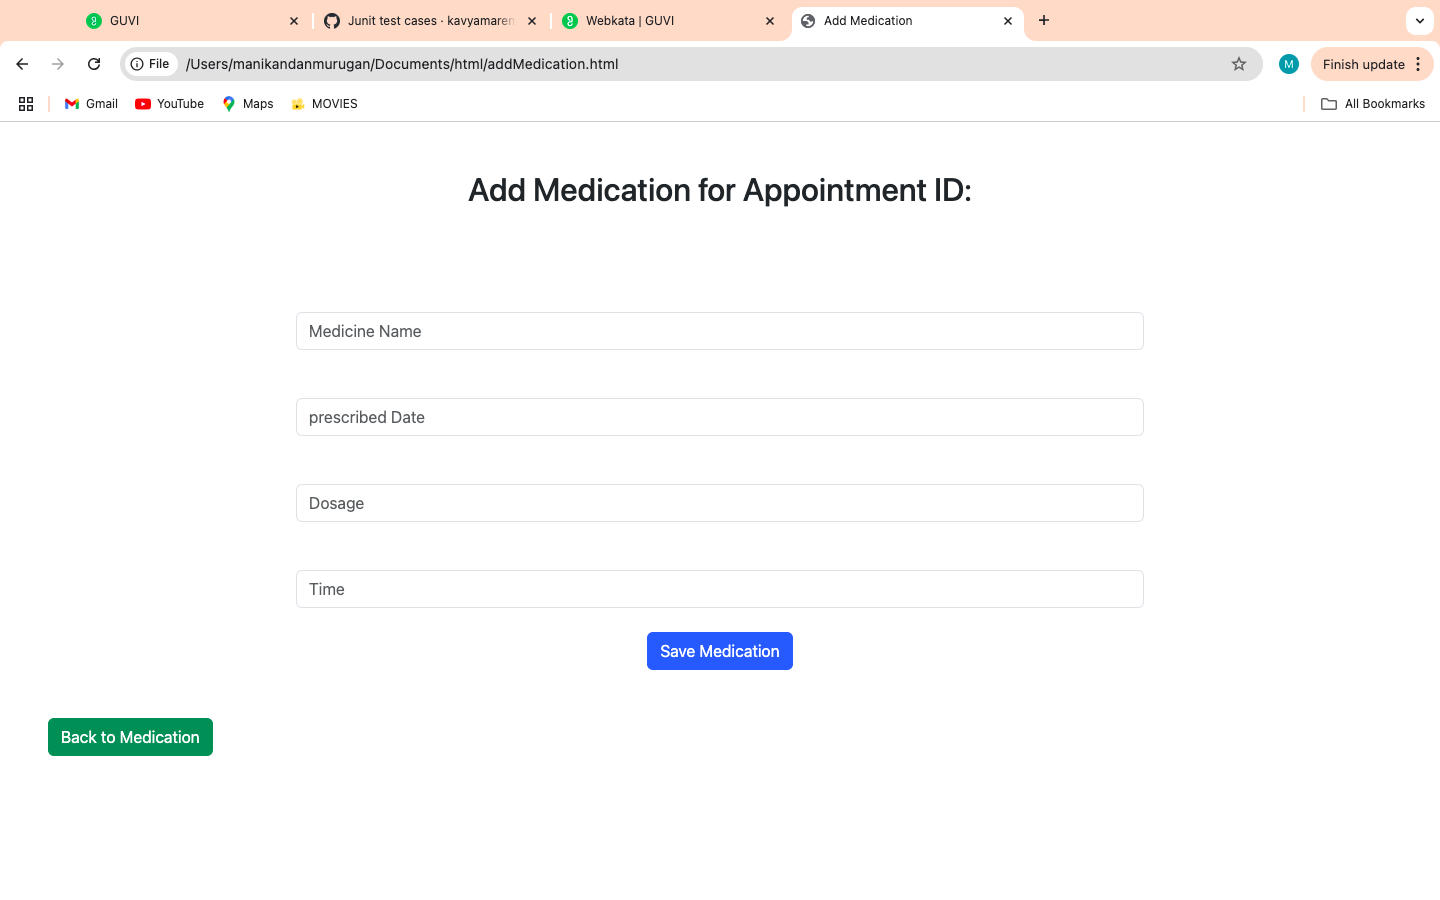 GUVI
Junit test cases · kavyamaren
Webkata | GUVI
Add Medication
File
/Users/manikandanmurugan/Documents/html/addMedication.html
M
Finish update
Gmail
YouTube
Maps
MOVIES
All Bookmarks
Add Medication for Appointment ID:
Medicine Name
prescribed Date
Dosage
Time
Save Medication
Back to Medication